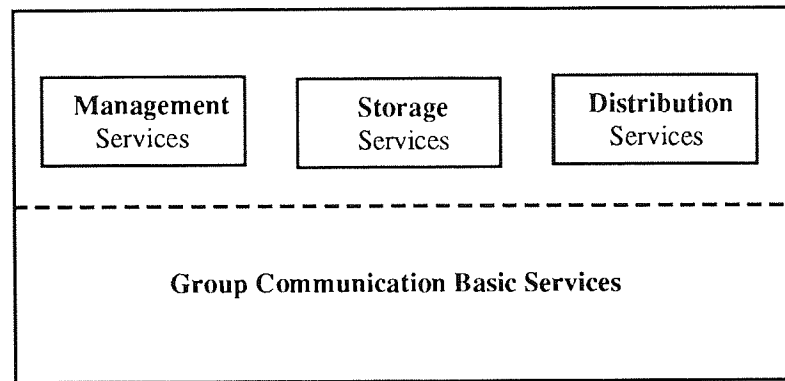 Management
Services
Storage
Services
Distribution
Services
Group Communication Basic Services